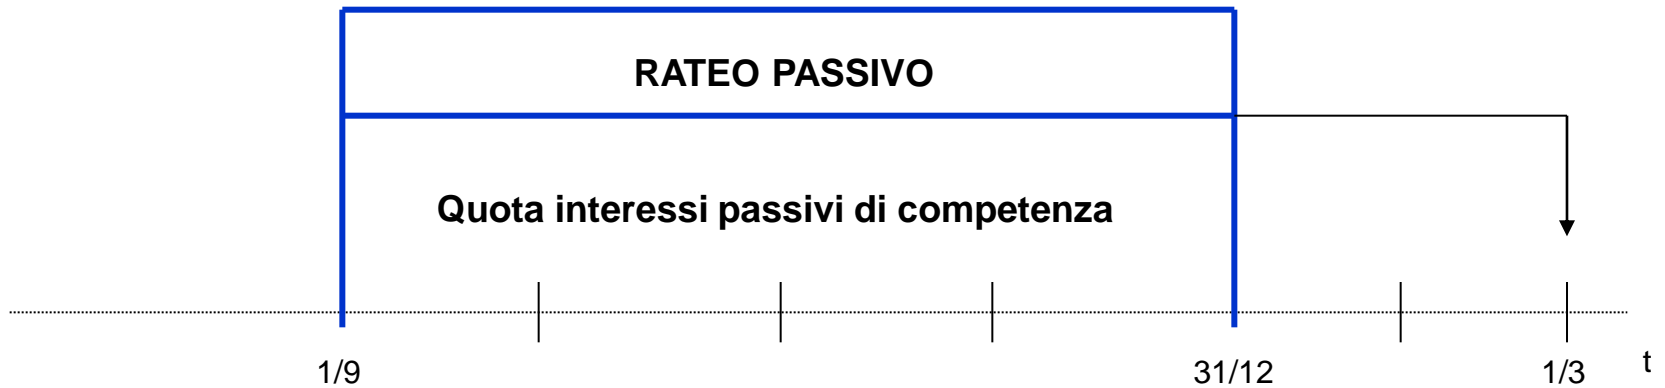 RATEO PASSIVO
Quota interessi passivi di competenza
1/9
31/12
1/3
t